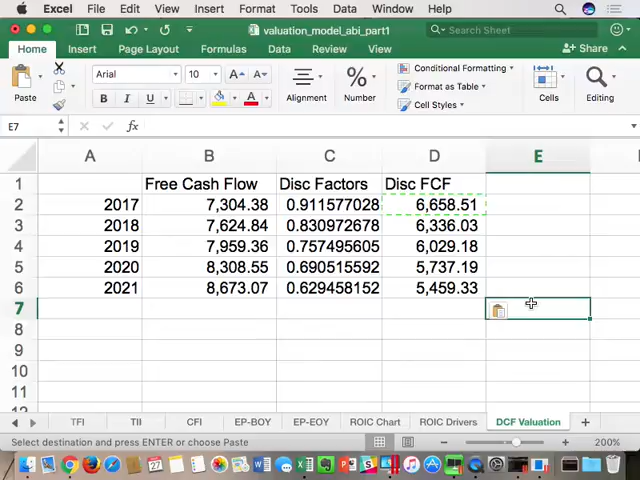 Excel File Edit View Insert Format Tools Data Window Help
valuation_model_abi_part1
Search Sheet
Home Insert Page Layout Formulas Data Review View
Share
Paste
Arial 10
A A
B I U A
Alignment
Number
Conditional Formatting
Format as Table
Cell Styles
Cells
Editing
E7 fx
A B C D E
1 Free Cash Flow Disc Factors Disc FCF
2 2017 7,304.38 0.911577028 6,658.51
3 2018 7,624.84 0.830972678 6,336.03
4 2019 7,959.36 0.757495605 6,029.18
5 2020 8,308.55 0.690515592 5,737.19
6 2021 8,673.07 0.629458152 5,459.33
7
8
9
10
11
TFI TII CFI EP-BOY EP-EOY ROIC Chart ROIC Drivers DCF Valuation +
Select destination and press ENTER or choose Paste
200%